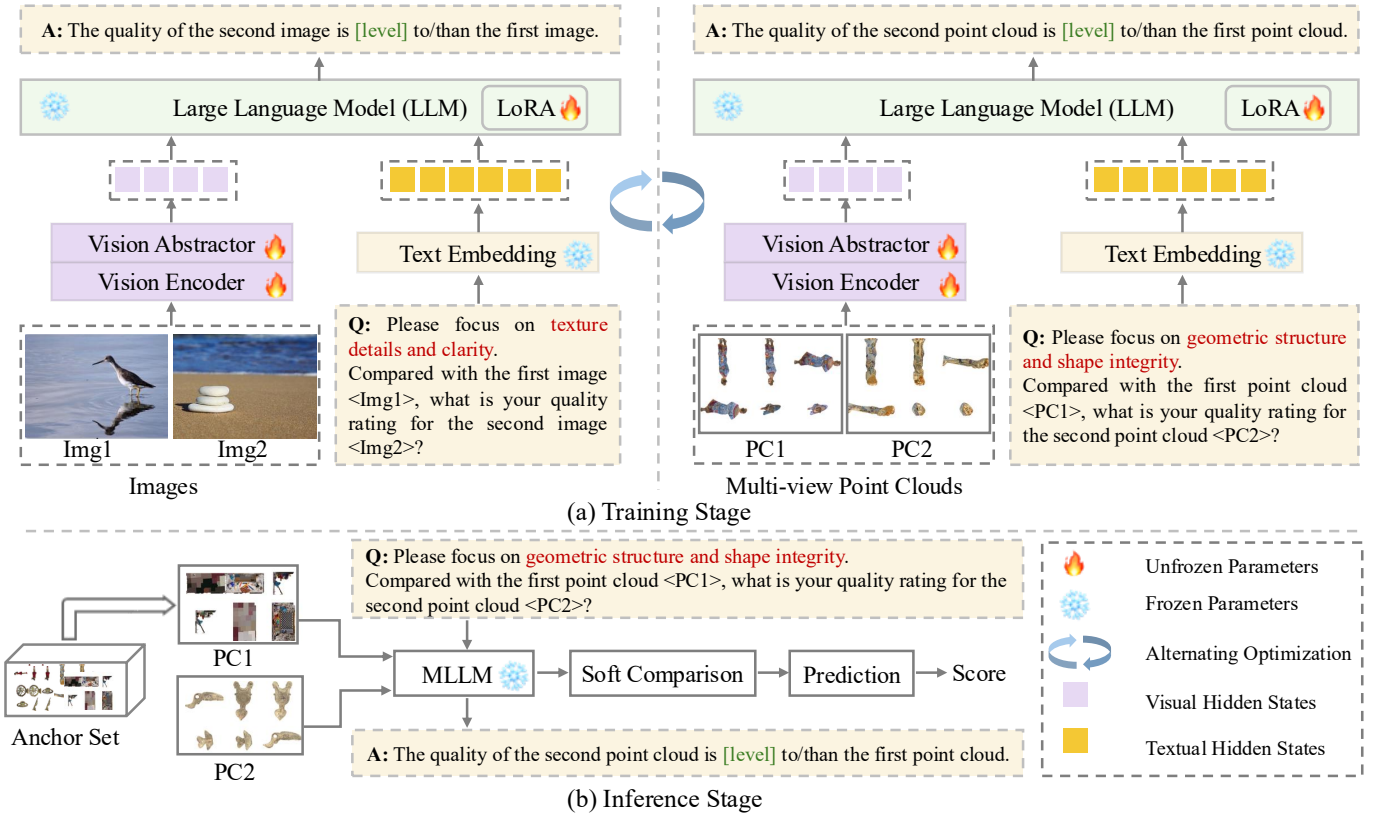 A: The quality of the second image is [level] to/than the first image.
Large Language Model (LLM)
LoRA
Vision Abstractor
Vision Encoder
Text Embedding
Q: Please focus on texture
details and clarity.
Compared with the first image
<Img1>, what is your quality
rating for the second image
<Img2>?
Img1
Img2
Images
A: The quality of the second point cloud is [level] to/than the first point cloud.
Large Language Model (LLM)
LoRA
Vision Abstractor
Vision Encoder
Text Embedding
Q: Please focus on geometric structure
and shape integrity.
Compared with the first point cloud
<PC1>, what is your quality rating for
the second point cloud <PC2>?
PC1
PC2
Multi-view Point Clouds
(a) Training Stage
Anchor Set
PC1
PC2
Q: Please focus on geometric structure and shape integrity.
Compared with the first point cloud <PC1>, what is your quality rating for the
second point cloud <PC2>?
MLLM
Soft Comparison
Prediction
Score
A: The quality of the second point cloud is [level] to/than the first point cloud.
Unfrozen Parameters
Frozen Parameters
Alternating Optimization
Visual Hidden States
Textual Hidden States
(b) Inference Stage